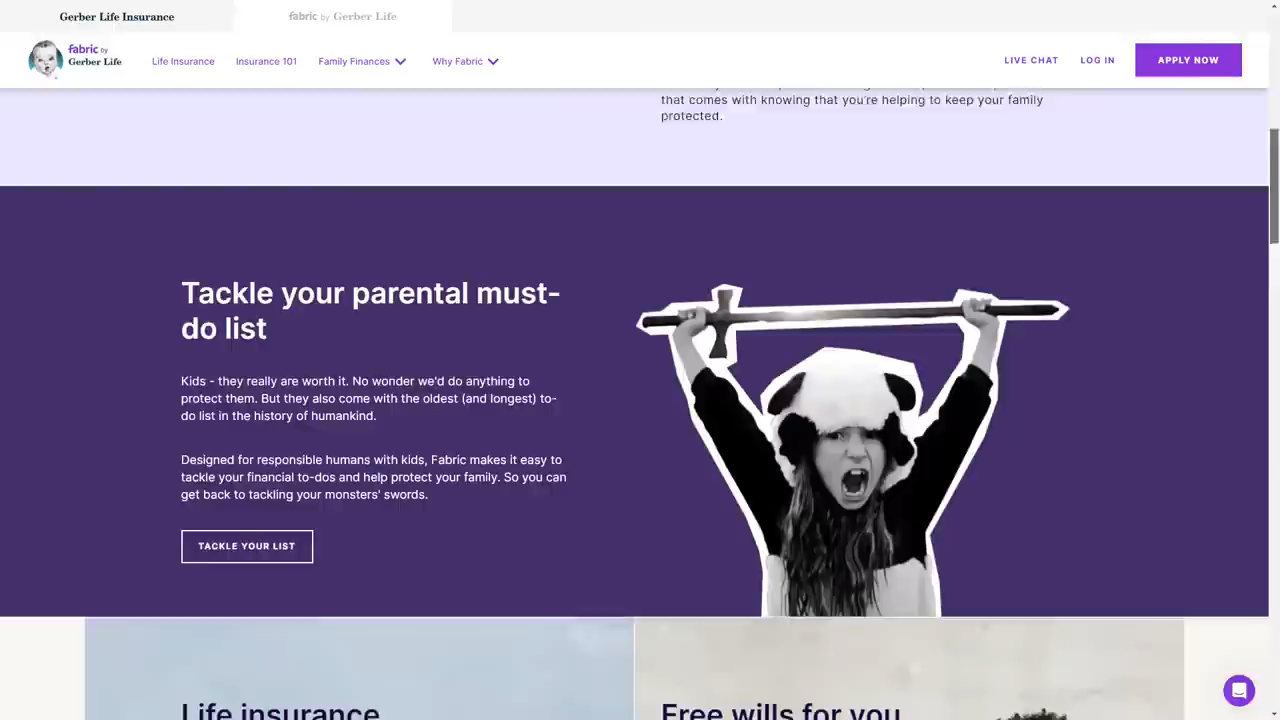 Gerber Life Insurance
fabric by Gerber Life
fabric by
Gerber Life
Life Insurance
Insurance 101
Family Finances
Why Fabric
LIVE CHAT
LOG IN
APPLY NOW
that comes with knowing that you're helping to keep your family
protected.
Tackle your parental must-
do list
Kids - they really are worth it. No wonder we'd do anything to
protect them. But they also come with the oldest (and longest) to-
do list in the history of humankind.
Designed for responsible humans with kids, Fabric makes it easy to
tackle your financial to-dos and help protect your family. So you can
get back to tackling your monsters' swords.
TACKLE YOUR LIST
Life insurance
Free wills for you